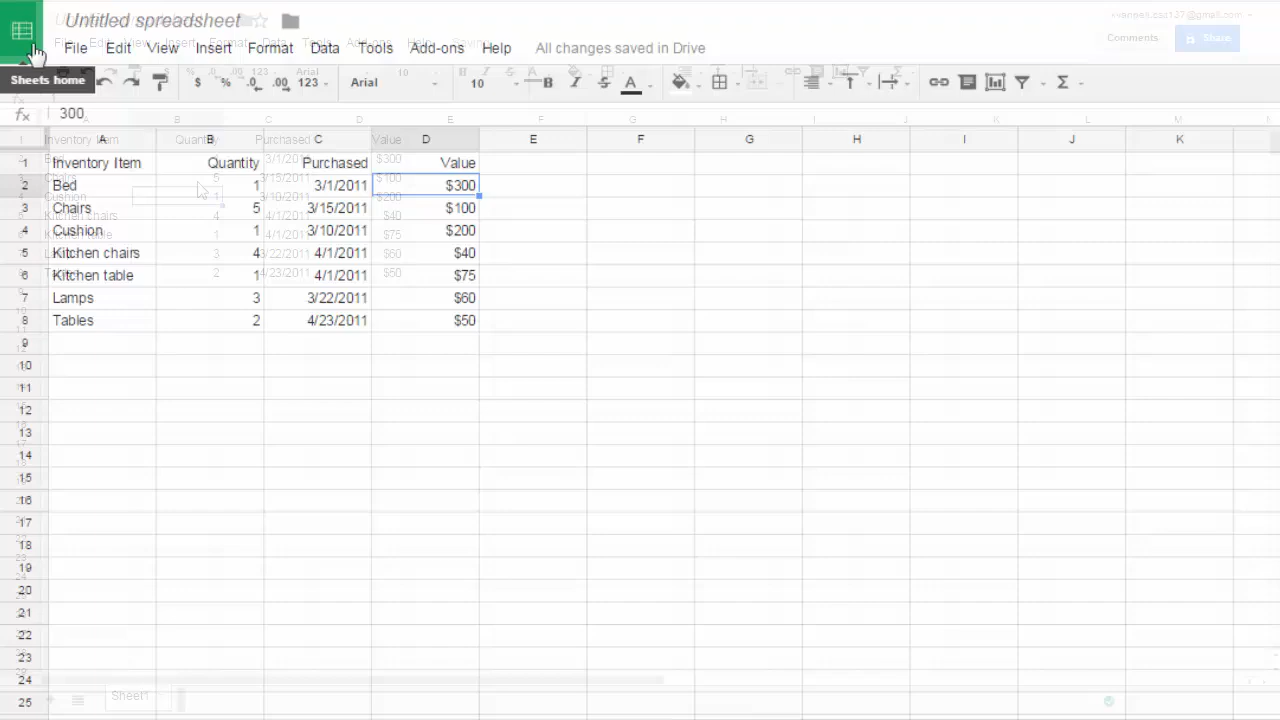 Untitled spreadsheet
File Edit View Insert Format Data Tools Add-ons Help All changes saved in Drive
Comments Share
Sheets home
$ % .0 .00 123 Arial 10 B I S A Σ
fx 300
A B C D E F G H I J K
1 Inventory Item Quantity Purchased Value
2 Bed 1 3/1/2011 $300
3 Chairs 5 3/15/2011 $100
4 Cushion 1 3/10/2011 $200
5 Kitchen chairs 4 4/1/2011 $40
6 Kitchen table 1 4/1/2011 $75
7 Lamps 3 3/22/2011 $60
8 Tables 2 4/23/2011 $50
9
10
11
12
13
14
15
16
17
18
19
20
21
22
23
24
25
Sheet1